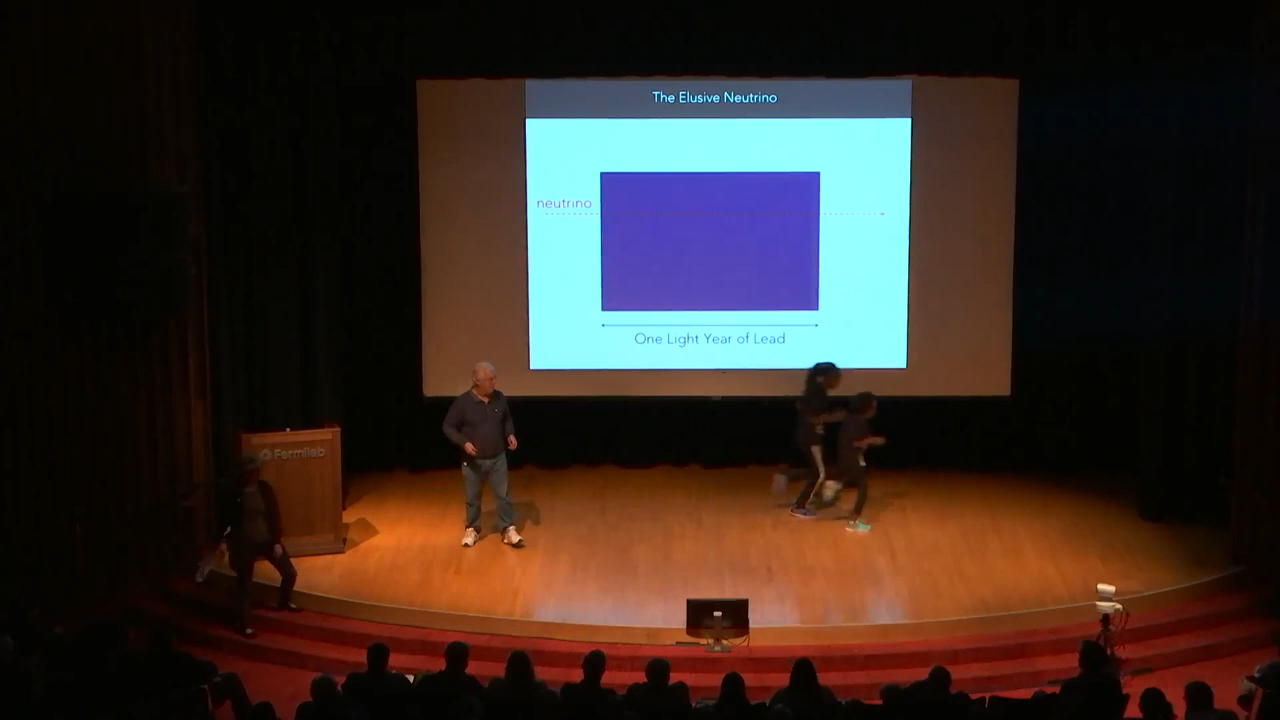 The Elusive Neutrino
neutrino
One Light Year of Lead
Fermilab